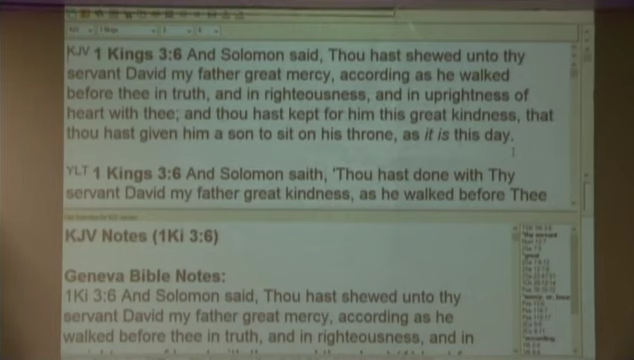 KJV 1 Kings 3:6 And Solomon said, Thou hast shewed unto thy
servant David my father great mercy, according as he walked
before thee in truth, and in righteousness, and in uprightness of
heart with thee; and thou hast kept for him this great kindness, that
thou hast given him a son to sit on his throne, as it is this day.
YLT 1 Kings 3:6 And Solomon saith, 'Thou hast done with Thy
servant David my father great kindness, as he walked before Thee
KJV Notes (1Ki 3:6)
Geneva Bible Notes:
1Ki 3:6 And Solomon said, Thou hast shewed unto thy
servant David my father great mercy, according as he
walked before thee in truth, and in righteousness, and in